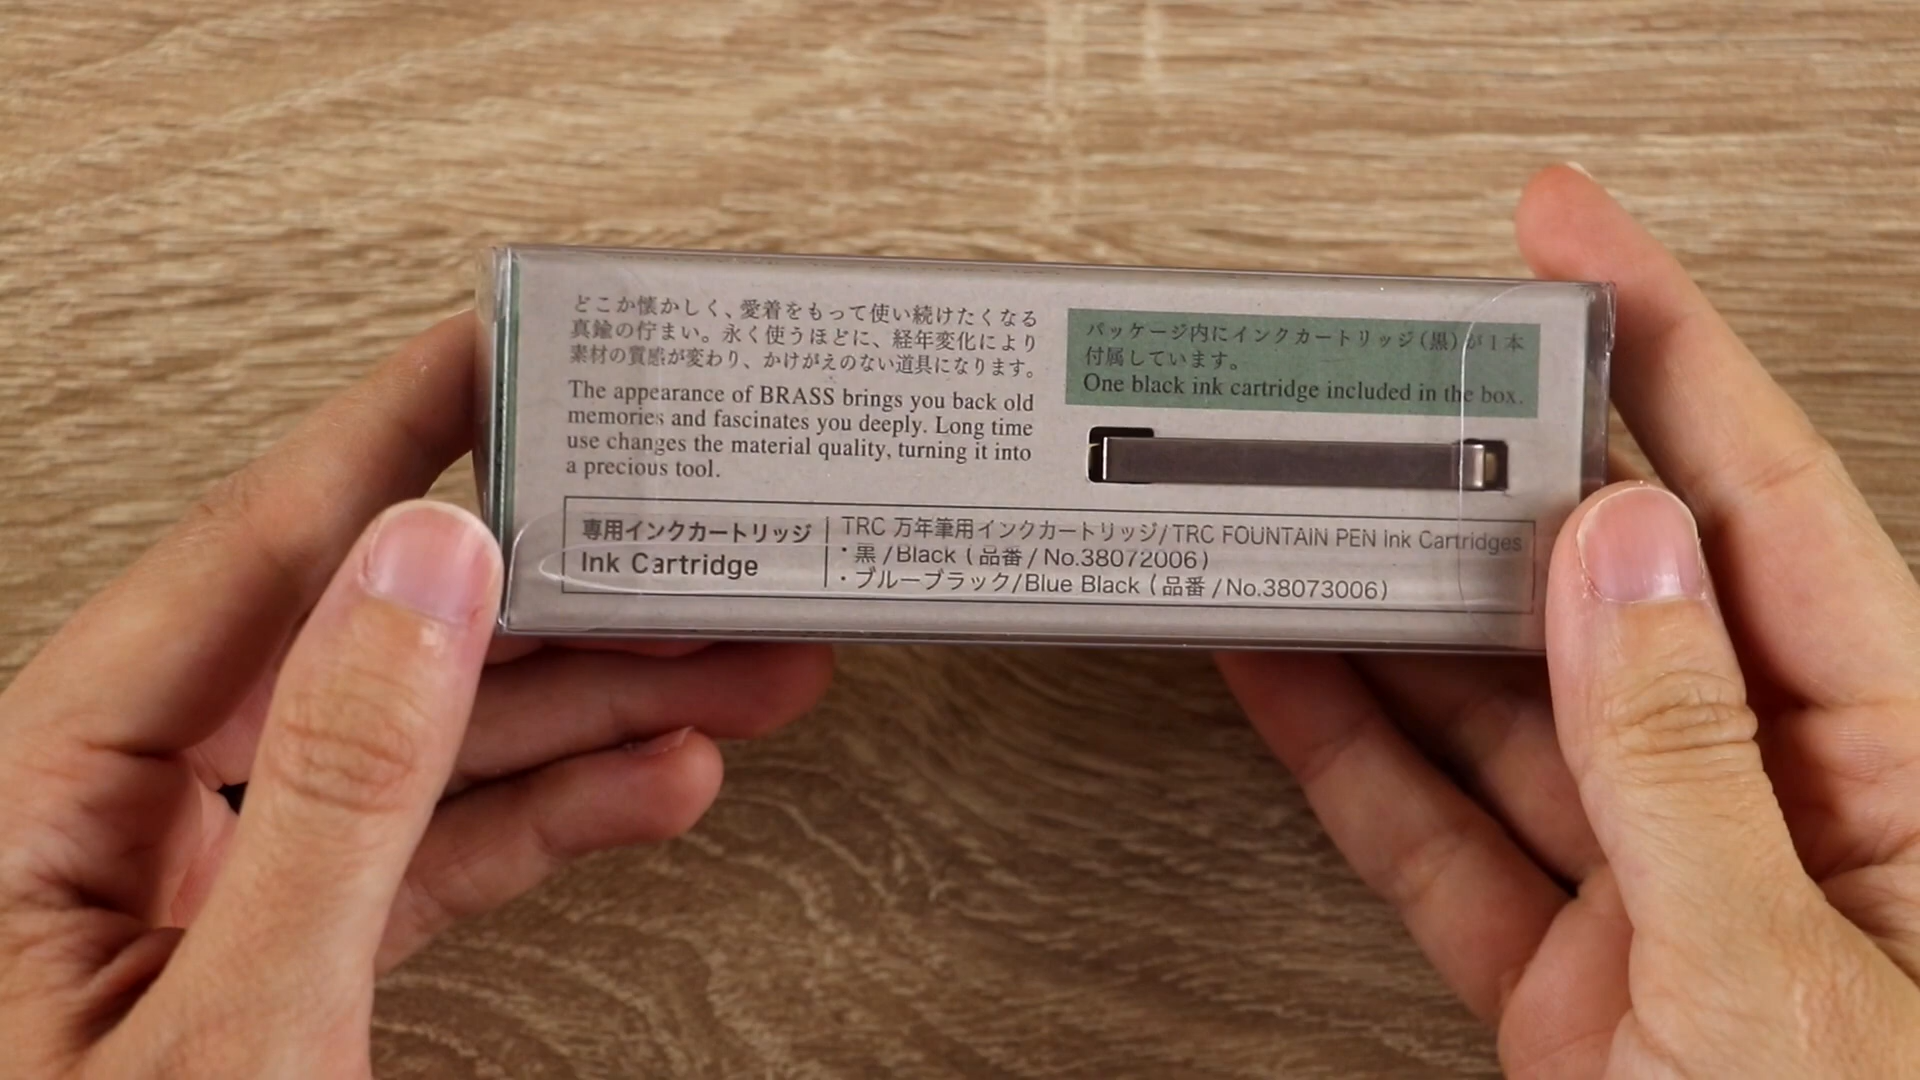 どこか懐かしく、愛着をもって使い続けたくなる
真鍮の佇まい。永く使うほどに、経年変化により
素材の質感が変わり、かけがえのない道具になります。
The appearance of BRASS brings you back old
memories and fascinates you deeply. Long time
use changes the material quality, turning it into
a precious tool.
パッケージ内にインクカートリッジ(黒)が1本
付属しています。
One black ink cartridge included in the box.
専用インクカートリッジ
Ink Cartridge
TRC 万年筆用インクカートリッジ/TRC FOUNTAIN PEN Ink Cartridges
・黒/Black(品番/No.38072006)
・ブルーブラック/Blue Black(品番/No.38073006)